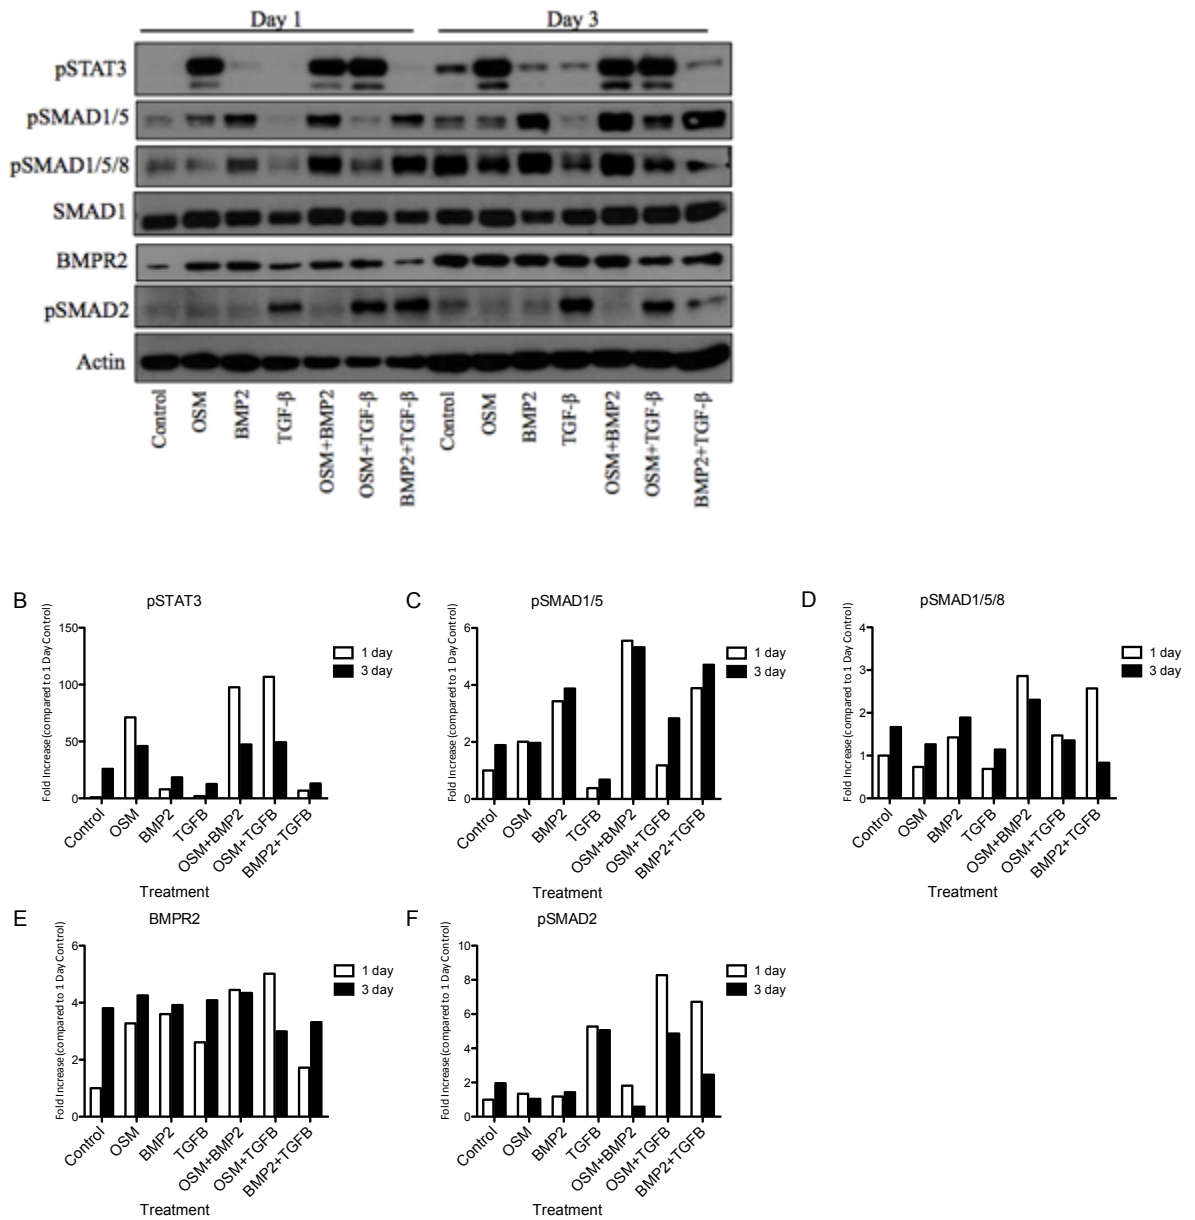 Day 1
Day 3
pSTAT3
pSMAD1/5
pSMAD1/5/8
SMAD1
BMPR2
pSMAD2
Actin
Control
OSM
BMP2
TGF-β
OSM+BMP2
OSM+TGF-β
BMP2+TGF-β
Control
OSM
BMP2
TGF-β
OSM+BMP2
OSM+TGF-β
BMP2+TGF-β
B
pSTAT3
Fold Increase (compared to 1 Day Control)
150
100
50
0
1 day
3 day
Control
OSM
BMP2
TGFB
OSM+BMP2
OSM+TGFB
BMP2+TGFB
Treatment
C
pSMAD1/5
Fold Increase (compared to 1 Day Control)
6
4
2
0
1 day
3 day
Control
OSM
BMP2
TGFB
OSM+BMP2
OSM+TGFB
BMP2+TGFB
Treatment
D
pSMAD1/5/8
Fold Increase (compared to 1 Day Control)
4
3
2
1
0
1 day
3 day
Control
OSM
BMP2
TGFB
OSM+BMP2
OSM+TGFB
BMP2+TGFB
Treatment
E
BMPR2
Fold Increase (compared to 1 Day Control)
6
4
2
0
1 day
3 day
Control
OSM
BMP2
TGFB
OSM+BMP2
OSM+TGFB
BMP2+TGFB
Treatment
F
pSMAD2
Fold Increase (compared to 1 Day Control)
10
8
6
4
2
0
1 day
3 day
Control
OSM
BMP2
TGFB
OSM+BMP2
OSM+TGFB
BMP2+TGFB
Treatment